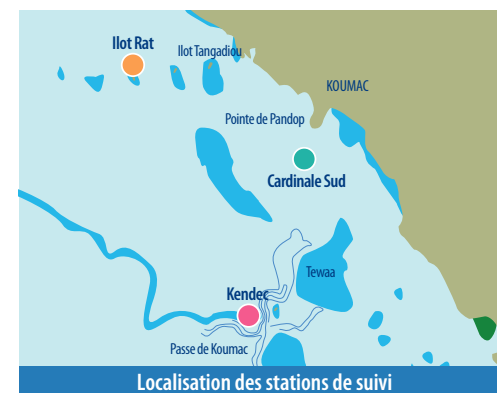 Ilot Rat
Ilot Tangadiou
KOUMAC
Pointe de Pandop
Cardinale Sud
Tewaa
Kendec
Passe de Koumac
Localisation des stations de suivi